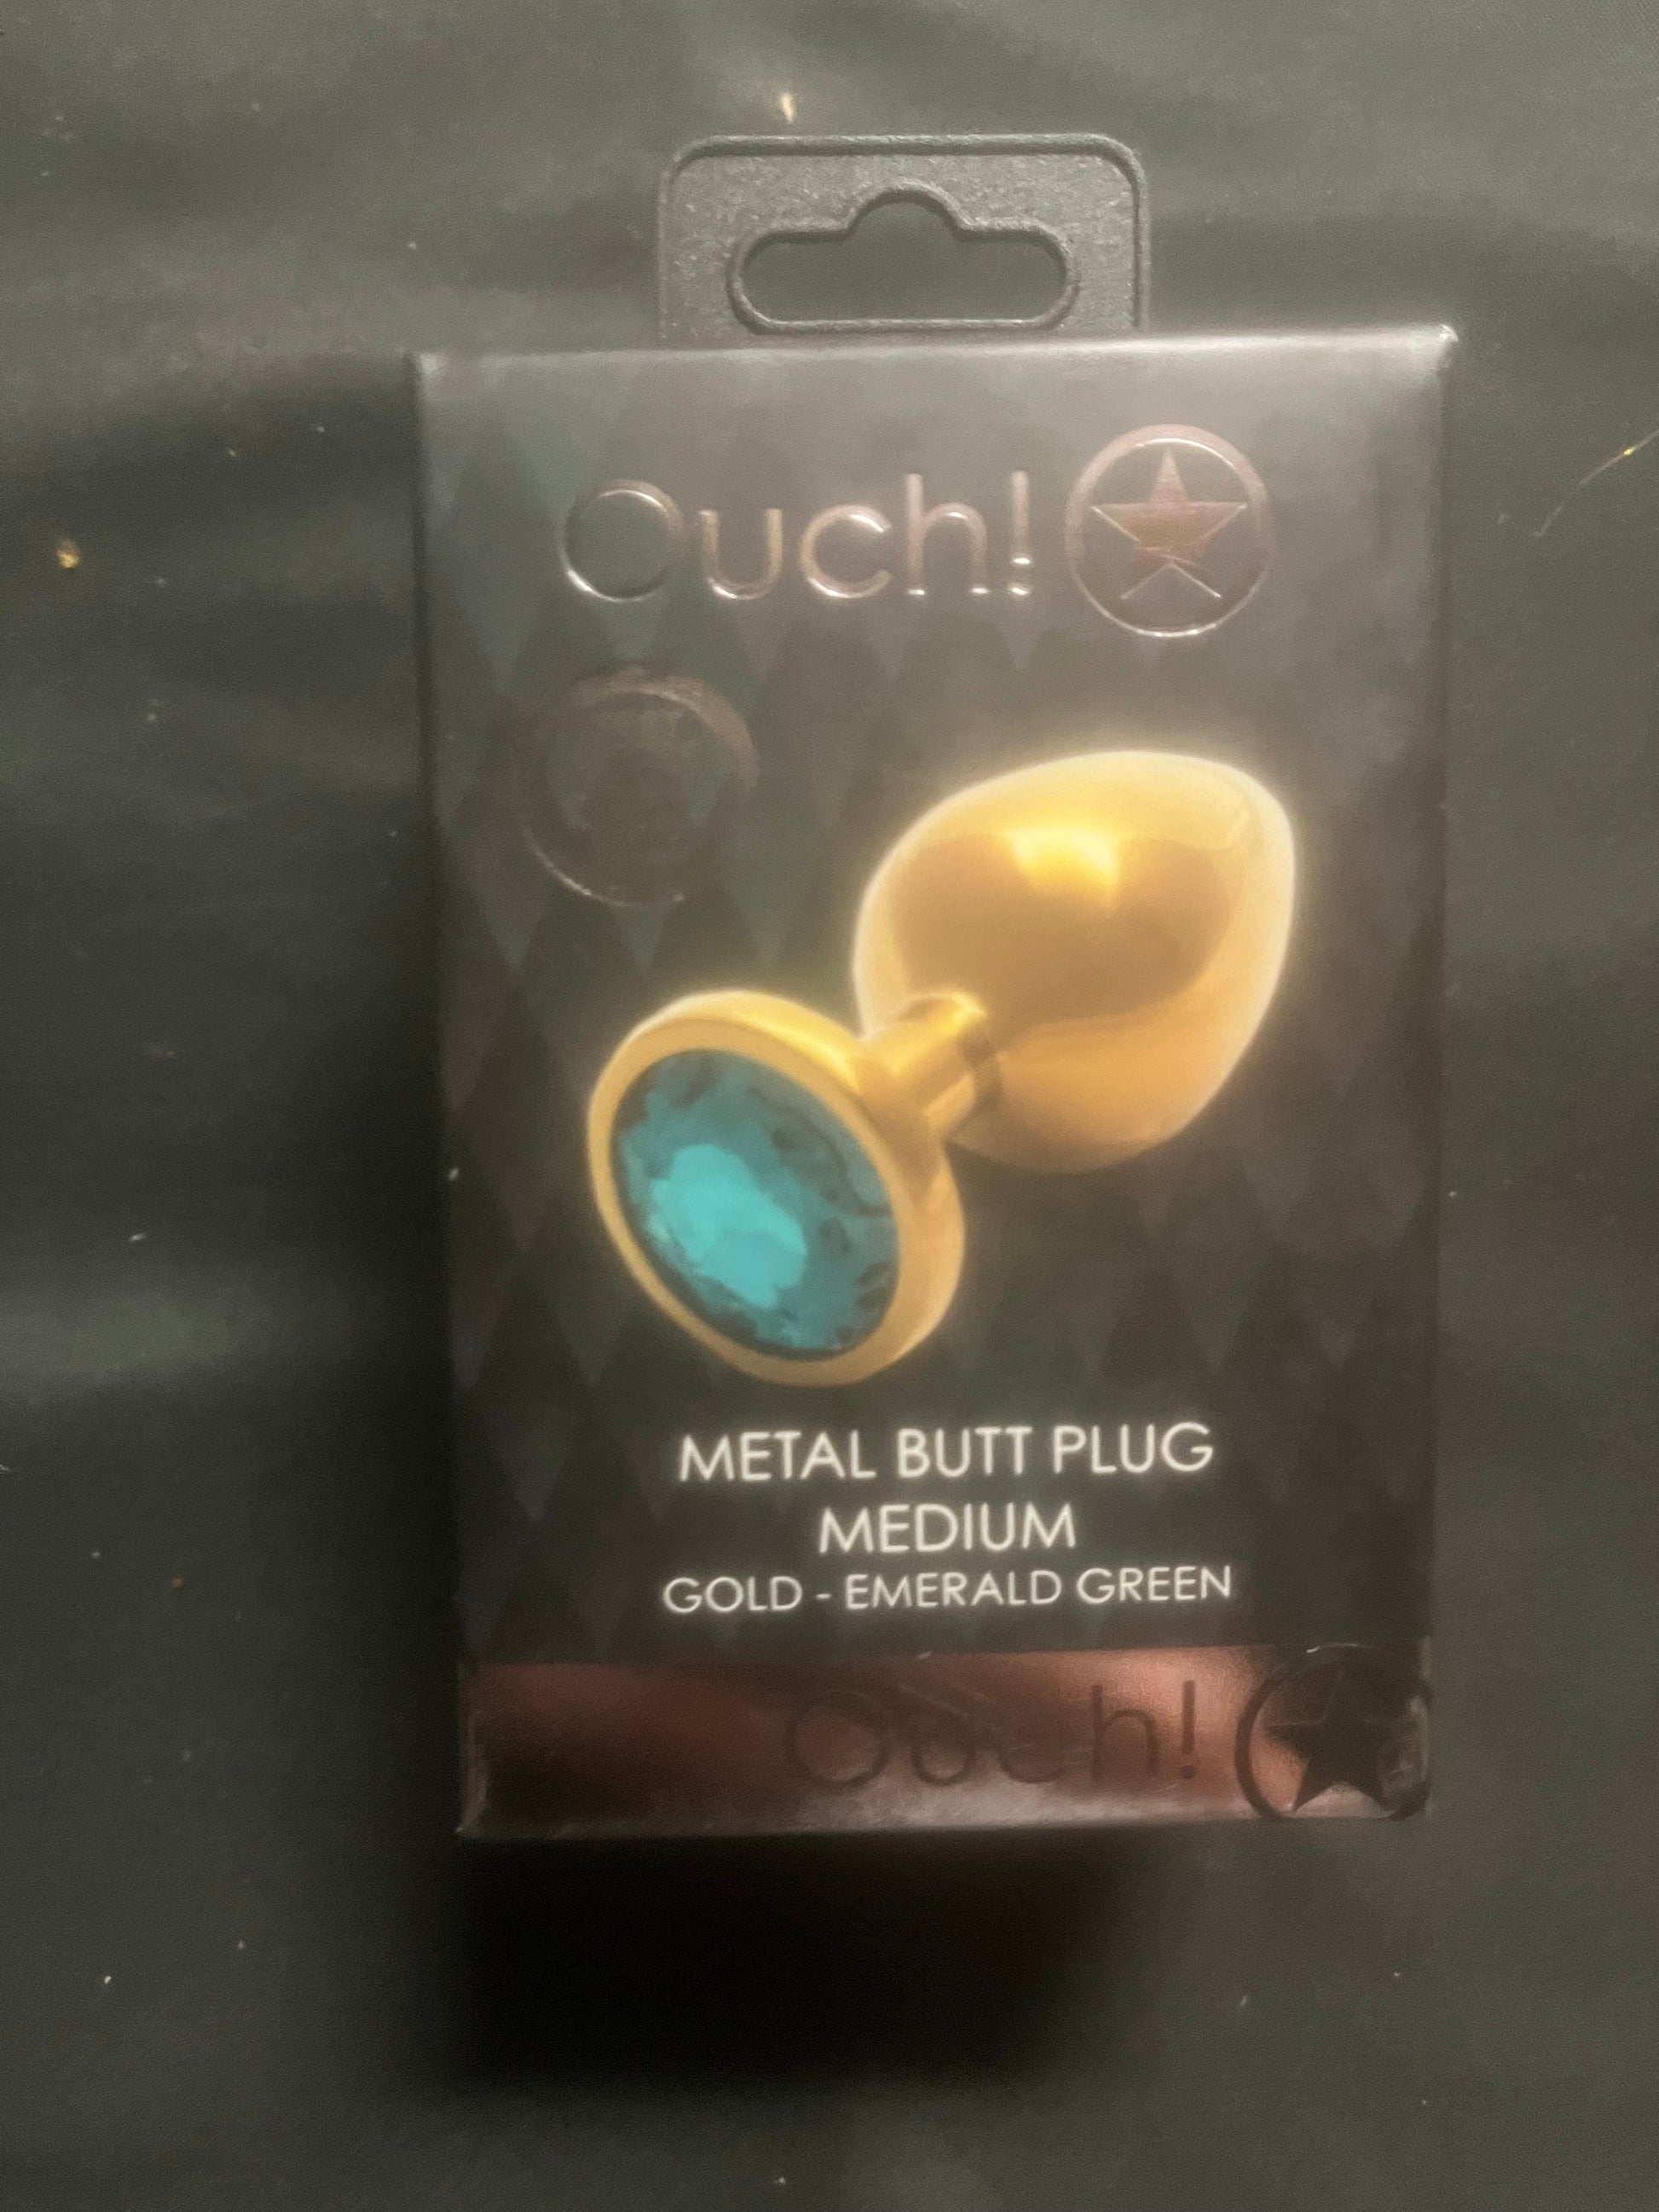 Ouch!
METAL BUTT PLUG
MEDIUM
GOLD - EMERALD GREEN
Ouch!